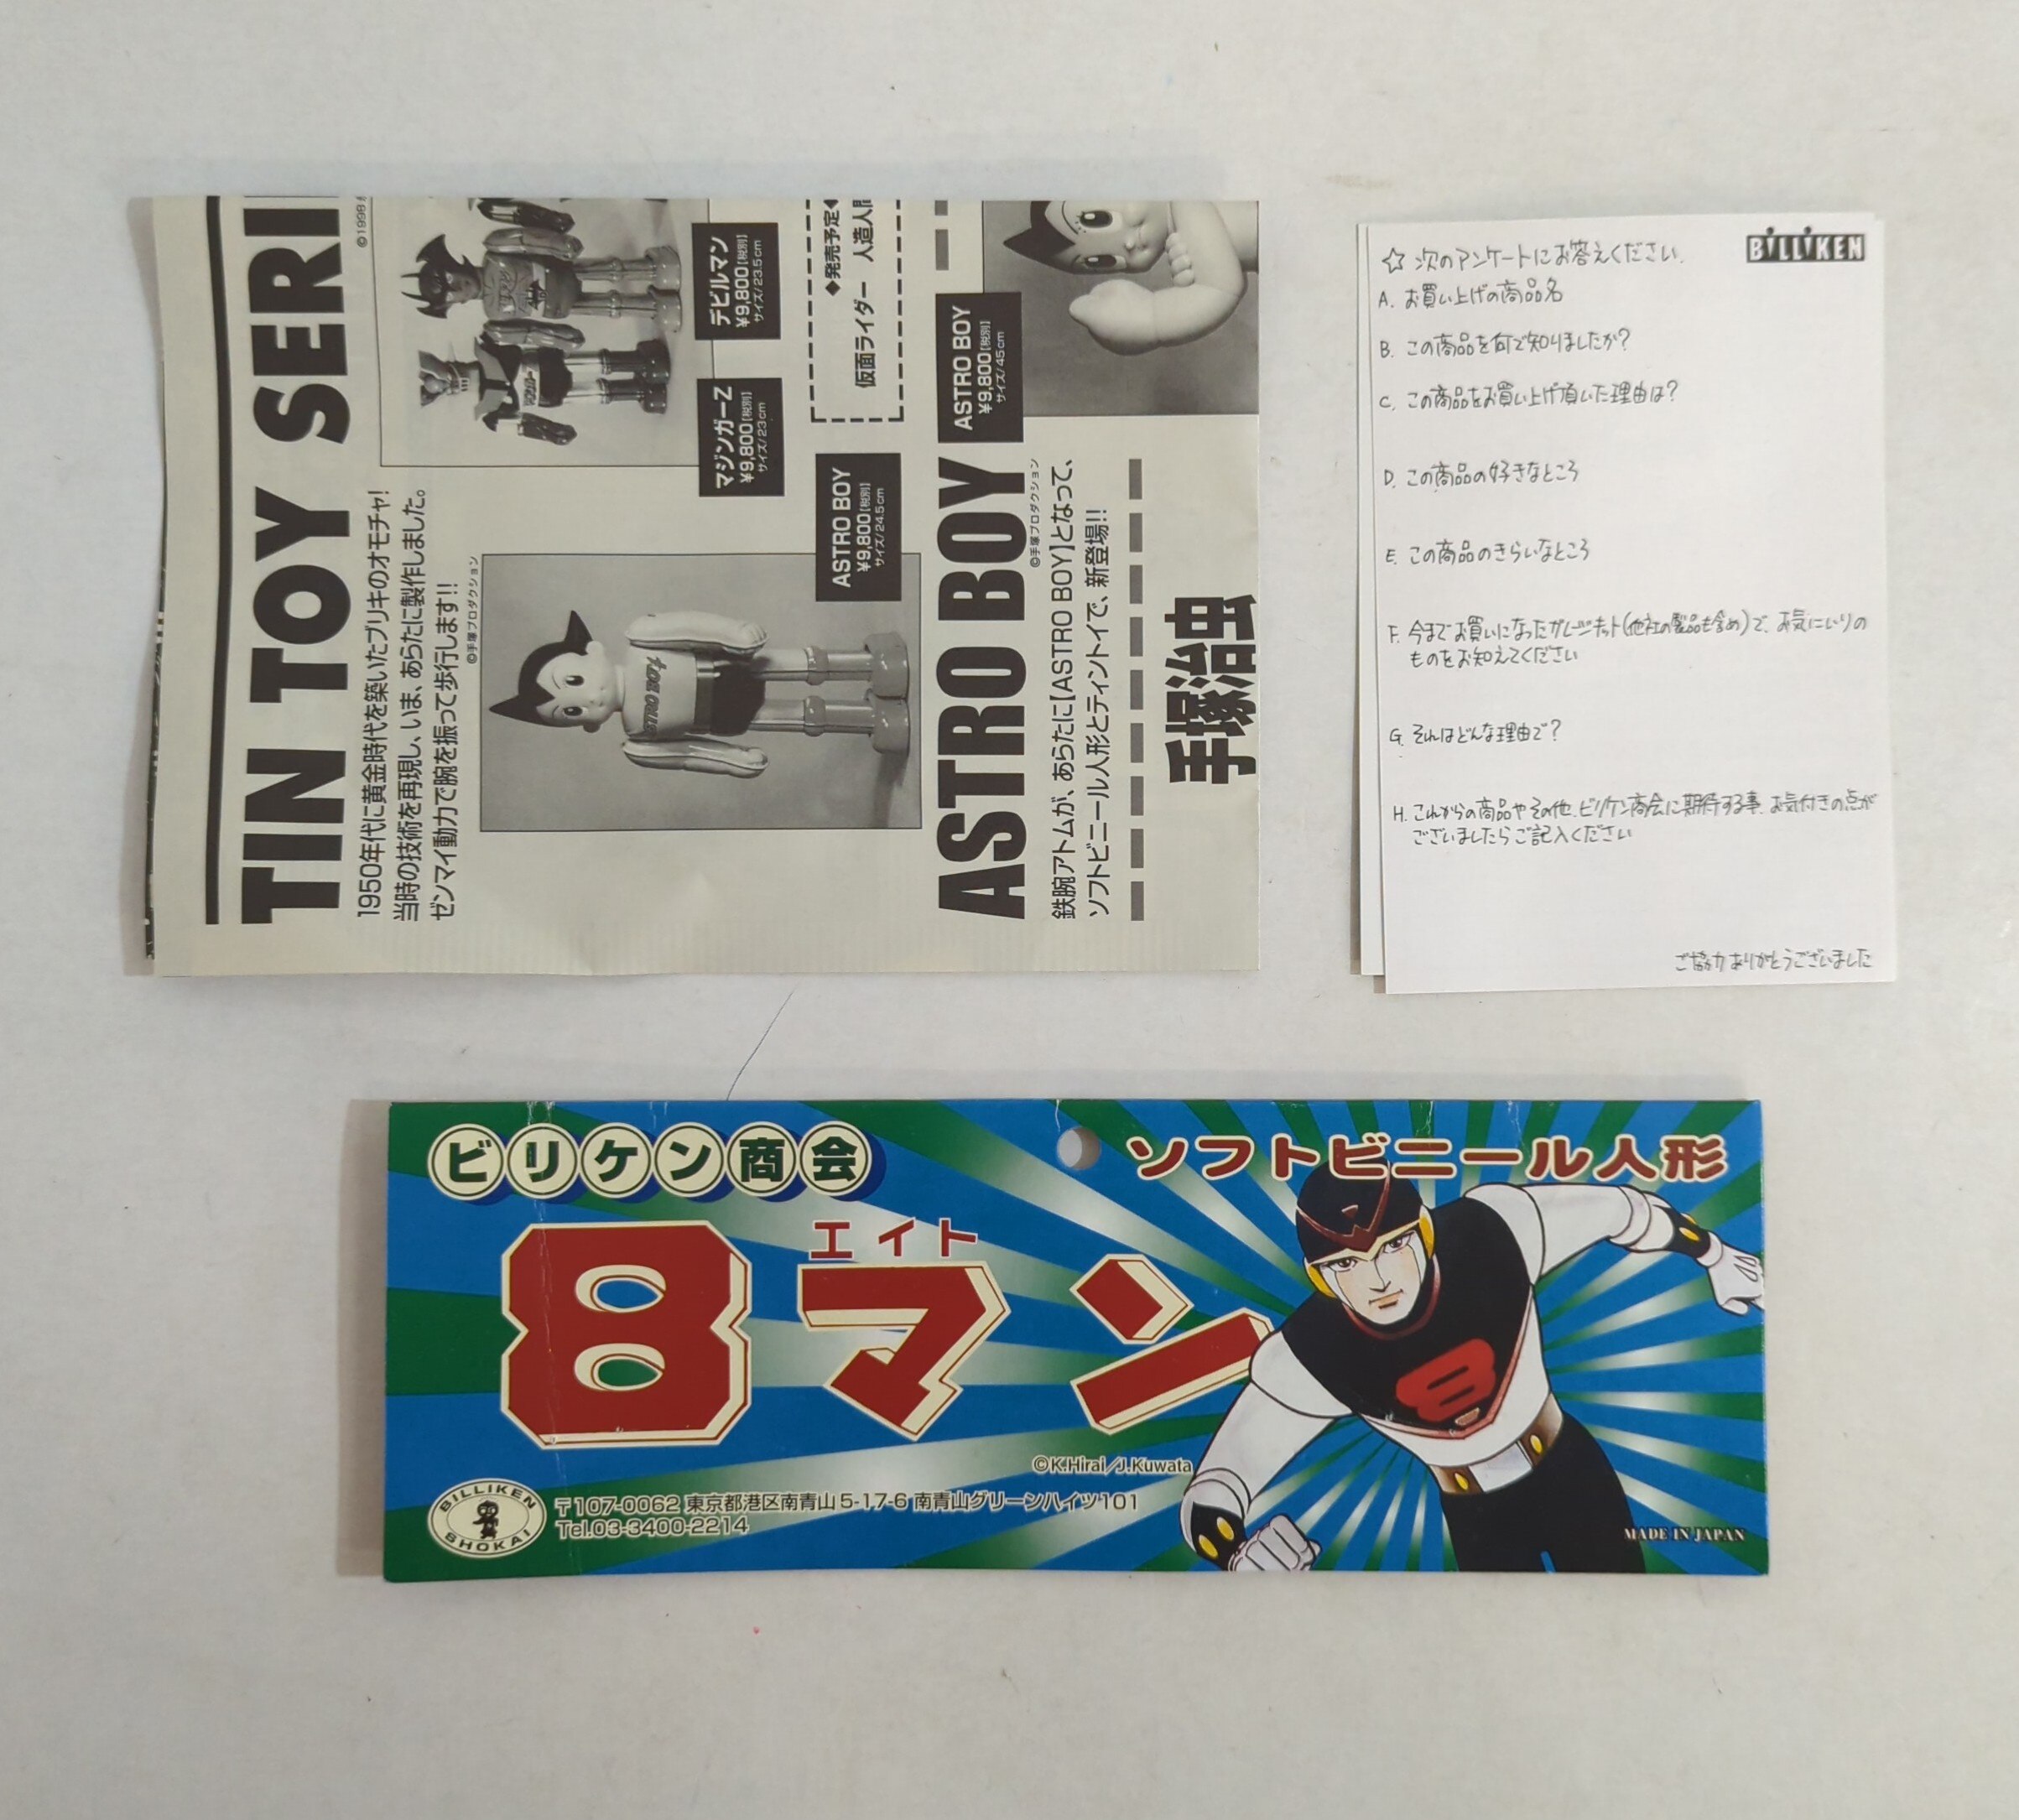 TIN TOY SERI
©1998
1950年代に黄金時代を築いたブリキのオモチャ!
当時の技術を再現し、いま、あらたに製作しました。
ゼンマイ動力で腕を振って歩行します!!
©手塚プロダクション
デビルマン
¥9,800[税別]
サイズ/23.5cm
マジンガーZ
¥9,800[税別]
サイズ/23cm
◆発売予定◆
仮面ライダー 人造人間
ASTRO BOY
¥9,800[税別]
サイズ/24.5cm
ASTRO BOY
¥9,800[税別]
サイズ/45cm
ASTRO BOY
©手塚プロダクション
鉄腕アトムが、あらたに【ASTRO BOY】となって、
ソフトビニール人形とティントイで、新登場!!
手塚治虫
BILLIKEN
☆ 次のアンケートにお答えください.
A. お買い上げの商品名
B. この商品を何で知りましたか?
C. この商品をお買い上げ頂いた理由は?
D. この商品の好きなところ
E. この商品のきらいなところ
F. 今までお買いになったガレージキット(他社の製品も含め)で、お気にいりの
ものをお知えてください
G. それはどんな理由で?
H. これからの商品やその他、ビリケン商会に期待する事、お気付きの点が
ございましたらご記入ください
ご協力ありがとうございました
ビリケン商会
ソフトビニール人形
エイト
8マン
8
©K.Hirai/J.Kuwata
BILLIKEN SHOKAI
〒107-0062 東京都港区南青山5-17-6 南青山グリーンハイツ101
Tel.03-3400-2214
MADE IN JAPAN